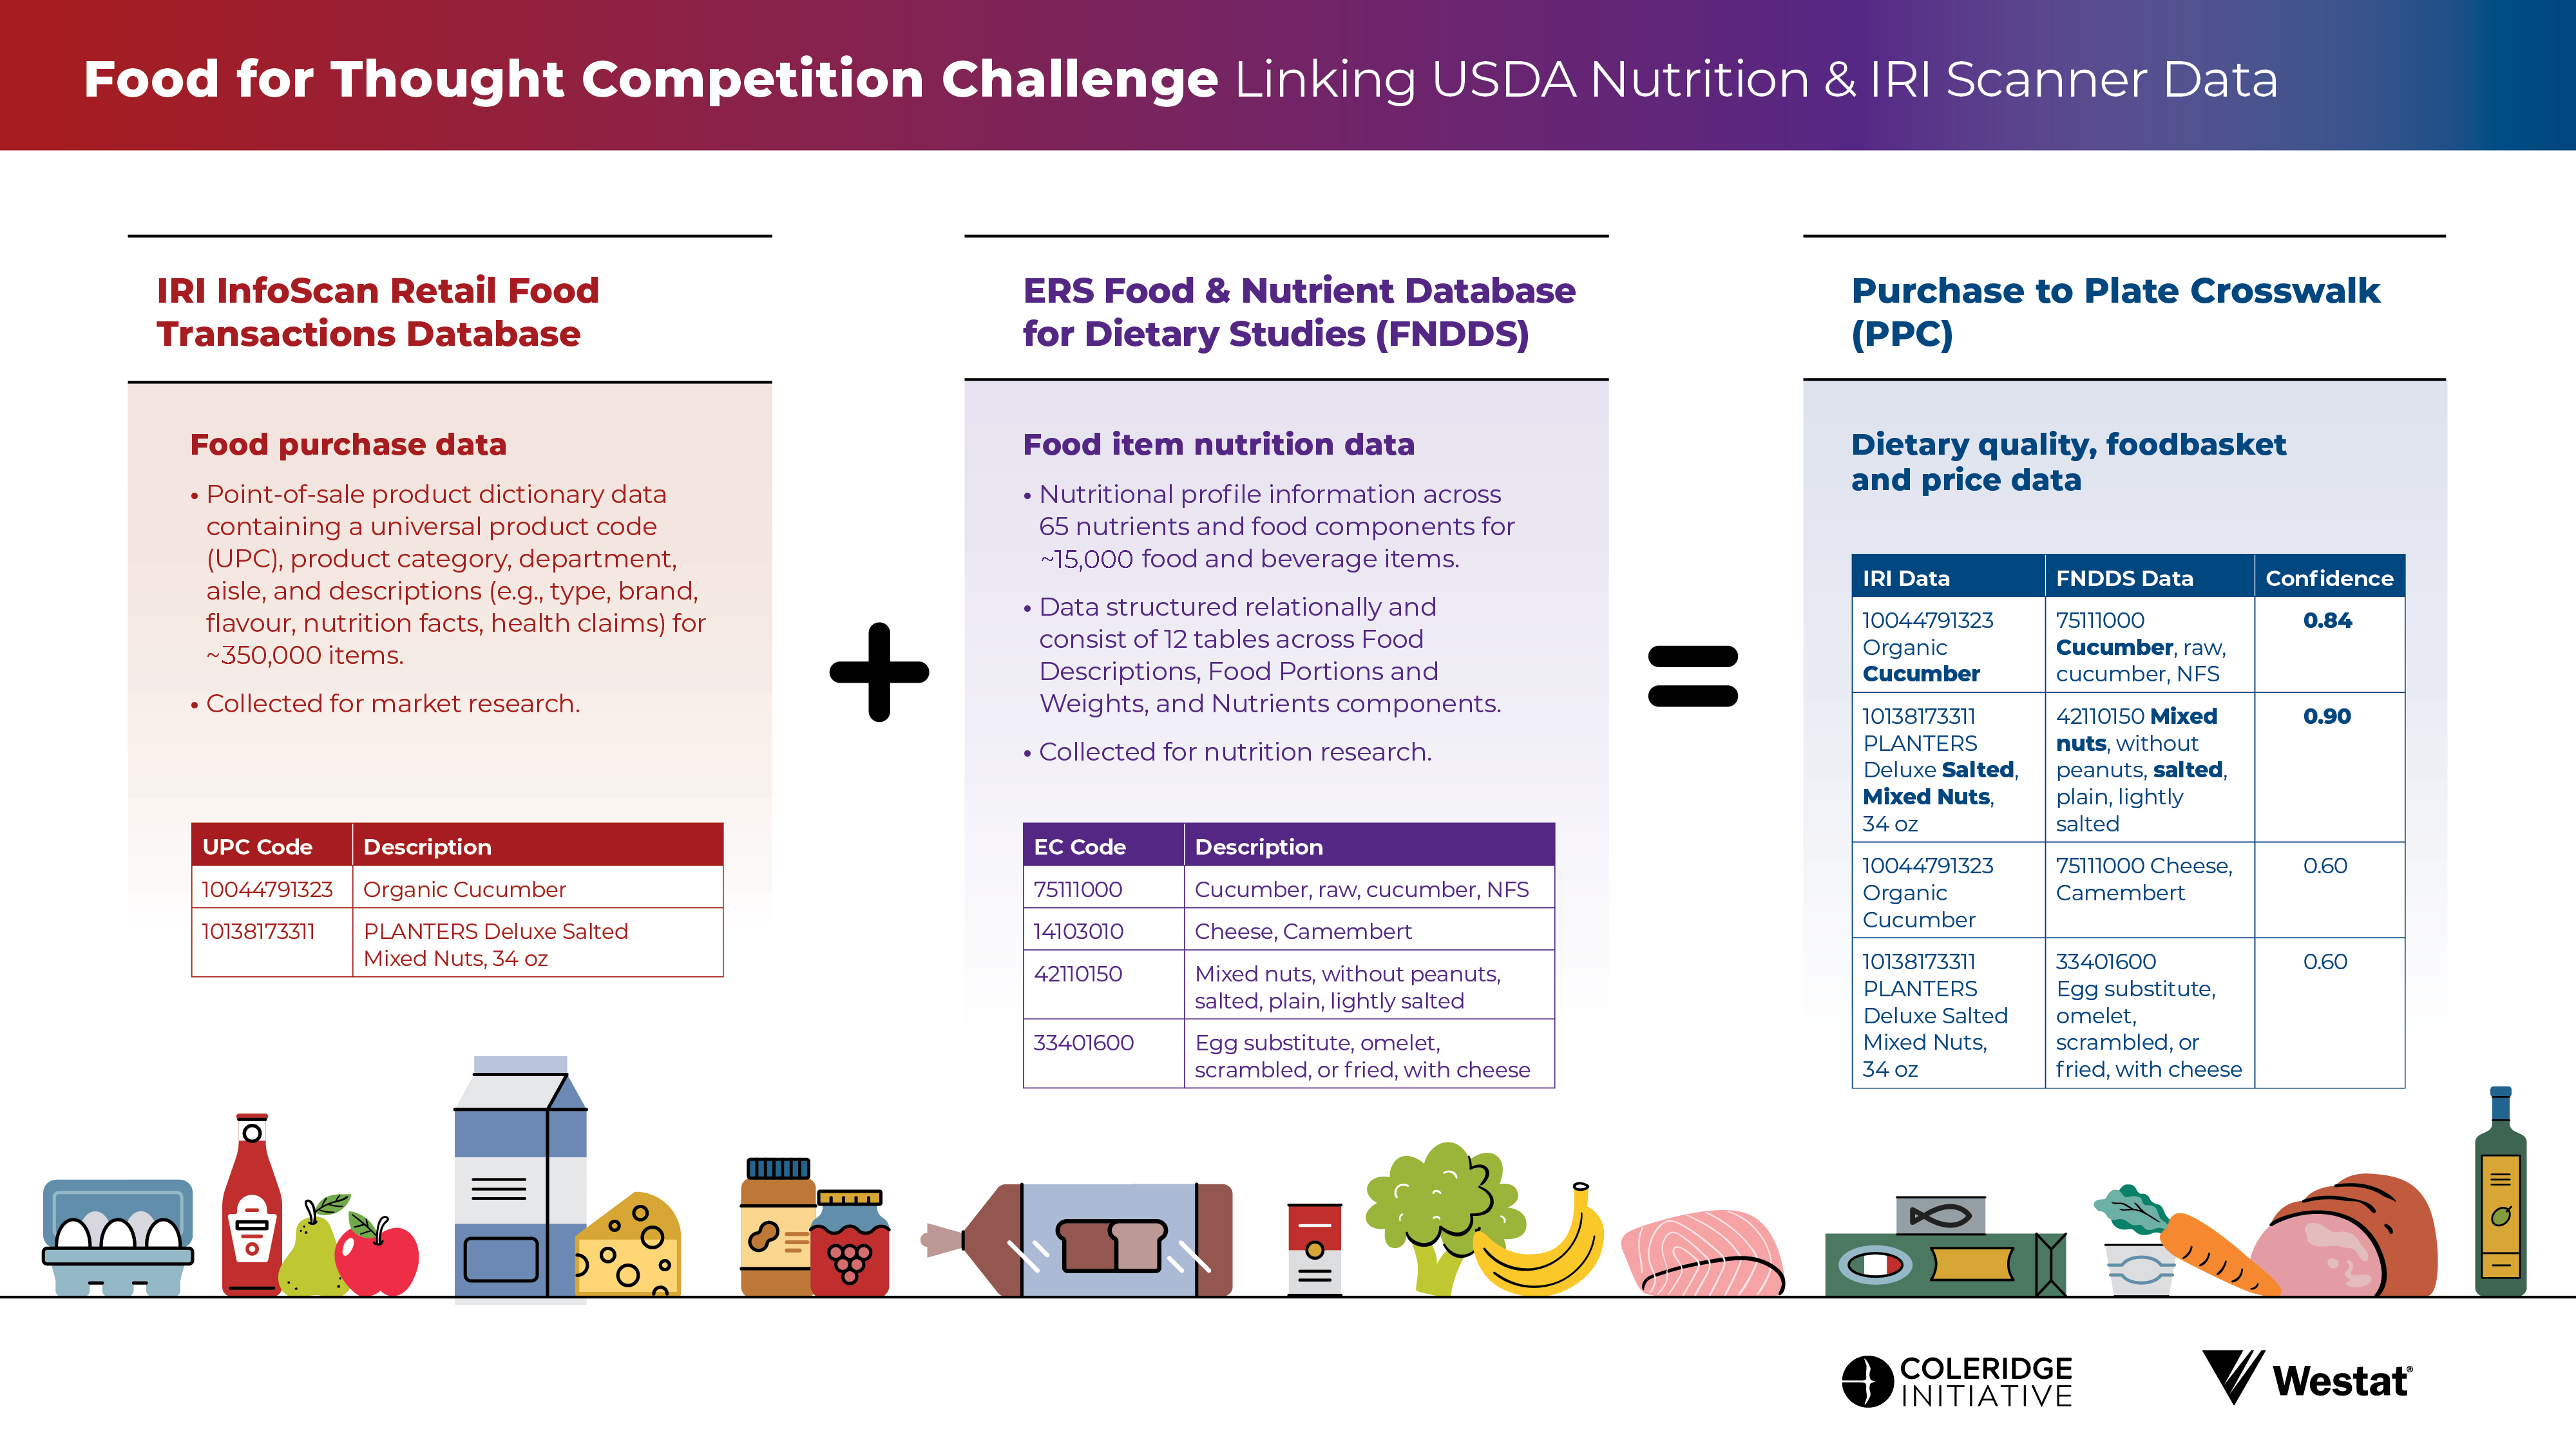 Food for Thought Competition Challenge Linking USDA Nutrition & IRI Scanner Data
IRI InfoScan Retail Food
Transactions Database
Food purchase data
• Point-of-sale product dictionary data
containing a universal product code
(UPC), product category, department,
aisle, and descriptions (e.g., type, brand,
flavour, nutrition facts, health claims) for
~350,000 items.
• Collected for market research.
UPC Code Description
10044791323 Organic Cucumber
10138173311 PLANTERS Deluxe Salted
Mixed Nuts, 34 oz
ERS Food & Nutrient Database
for Dietary Studies (FNDDS)
Food item nutrition data
• Nutritional profile information across
65 nutrients and food components for
~15,000 food and beverage items.
• Data structured relationally and
consist of 12 tables across Food
Descriptions, Food Portions and
Weights, and Nutrients components.
• Collected for nutrition research.
EC Code Description
75111000 Cucumber, raw, cucumber, NFS
14103010 Cheese, Camembert
42110150 Mixed nuts, without peanuts,
salted, plain, lightly salted
33401600 Egg substitute, omelet,
scrambled, or fried, with cheese
Purchase to Plate Crosswalk
(PPC)
Dietary quality, foodbasket
and price data
IRI Data FNDDS Data Confidence
10044791323 75111000 0.84
Organic Cucumber, raw,
Cucumber cucumber, NFS
10138173311 42110150 Mixed 0.90
PLANTERS nuts, without
Deluxe Salted, peanuts, salted,
Mixed Nuts, plain, lightly
34 oz salted
10044791323 75111000 Cheese, 0.60
Organic Camembert
Cucumber
10138173311 33401600 0.60
PLANTERS Egg substitute,
Deluxe Salted omelet,
Mixed Nuts, scrambled, or
34 oz fried, with cheese
COLERIDGE
INITIATIVE
Westat®